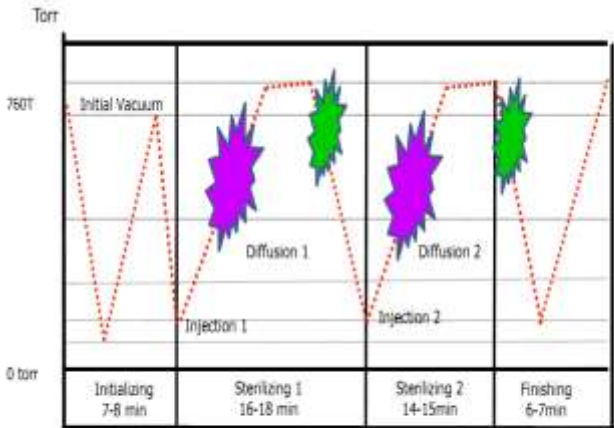 Torr
760T
Initial Vacuum
Diffusion 1
Diffusion 2
Injection 1
Injection 2
0 torr
Initializing
7-8 min
Sterilizing 1
16-18 min
Sterilizing 2
14-15min
Finishing
6-7min